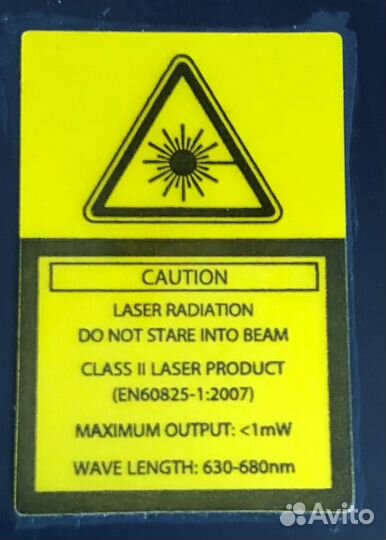 CAUTION
LASER RADIATION
DO NOT STARE INTO BEAM
CLASS II LASER PRODUCT
(EN60825-1:2007)
MAXIMUM OUTPUT: <1mW
WAVE LENGTH: 630-680nm
Avito